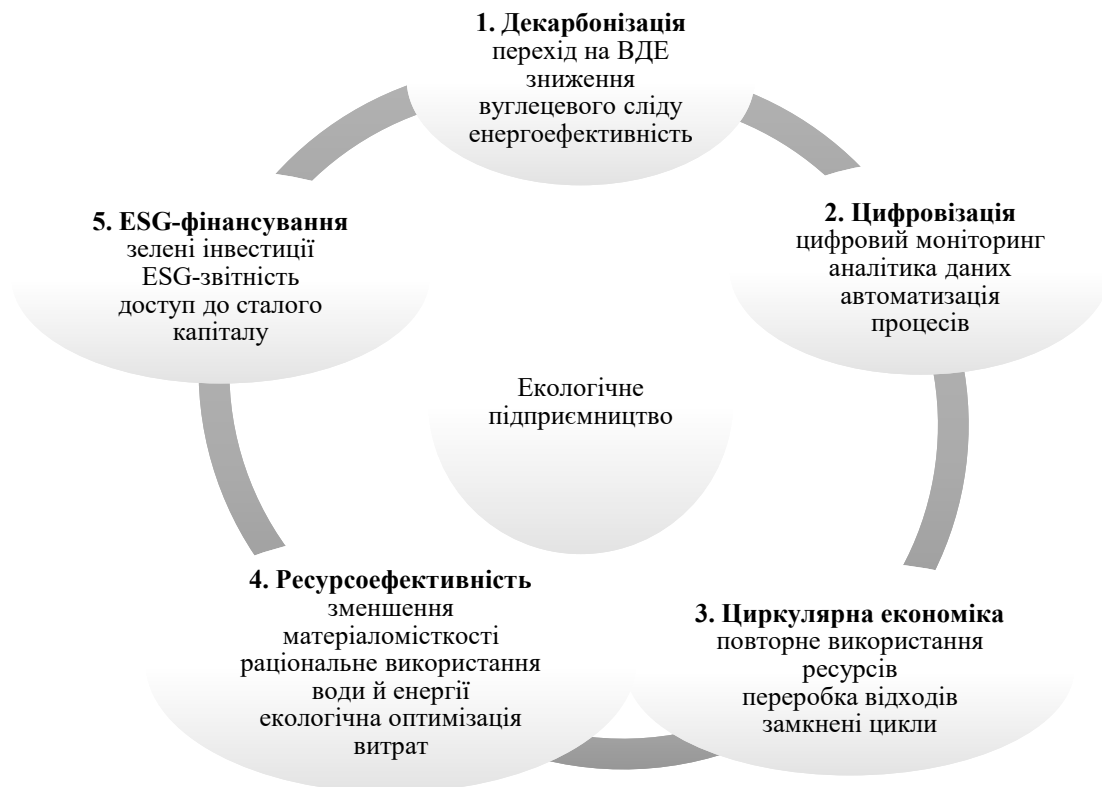 1. Декарбонізація
перехід на ВДЕ
зниження
вуглецевого сліду
енергоефективність
2. Цифровізація
цифровий моніторинг
аналітика даних
автоматизація
процесів
3. Циркулярна економіка
повторне використання
ресурсів
переробка відходів
замкнені цикли
4. Ресурсоефективність
зменшення
матеріаломісткості
раціональне використання
води й енергії
екологічна оптимізація
витрат
5. ESG-фінансування
зелені інвестиції
ESG-звітність
доступ до сталого
капіталу
Екологічне
підприємництво